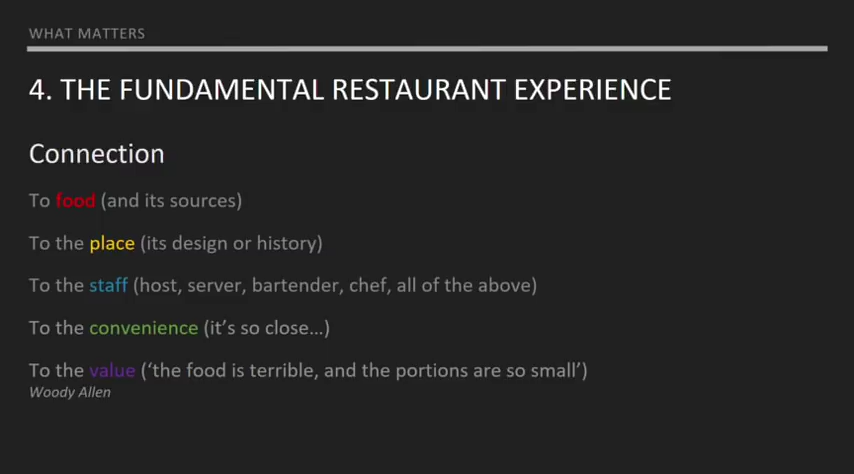 WHAT MATTERS
4. THE FUNDAMENTAL RESTAURANT EXPERIENCE
Connection
To food (and its sources)
To the place (its design or history)
To the staff (host, server, bartender, chef, all of the above)
To the convenience (it’s so close…)
To the value (‘the food is terrible, and the portions are so small’)
Woody Allen